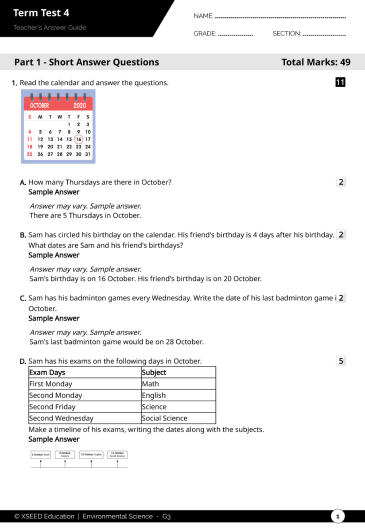 Term Test 4
Teacher's Answer Guide
NAME:
GRADE: SECTION:
Part 1 - Short Answer Questions Total Marks: 49
1. Read the calendar and answer the questions. 11
OCTOBER 2020
S M T W T F S
1 2 3
4 5 6 7 8 9 10
11 12 13 14 15 16 17
18 19 20 21 22 23 24
25 26 27 28 29 30 31
A. How many Thursdays are there in October? 2
Sample Answer
Answer may vary. Sample answer.
There are 5 Thursdays in October.
B. Sam has circled his birthday on the calendar. His friend's birthday is 4 days after his birthday. 2
What dates are Sam and his friend's birthdays?
Sample Answer
Answer may vary. Sample answer.
Sam's birthday is on 16 October. His friend's birthday is on 20 October.
C. Sam has his badminton games every Wednesday. Write the date of his last badminton game i 2
October.
Sample Answer
Answer may vary. Sample answer.
Sam's last badminton game would be on 28 October.
D. Sam has his exams on the following days in October. 5
Exam Days Subject
First Monday Math
Second Monday English
Second Friday Science
Second Wednesday Social Science
Make a timeline of his exams, writing the dates along with the subjects.
Sample Answer
© XSEED Education | Environmental Science - G3 1